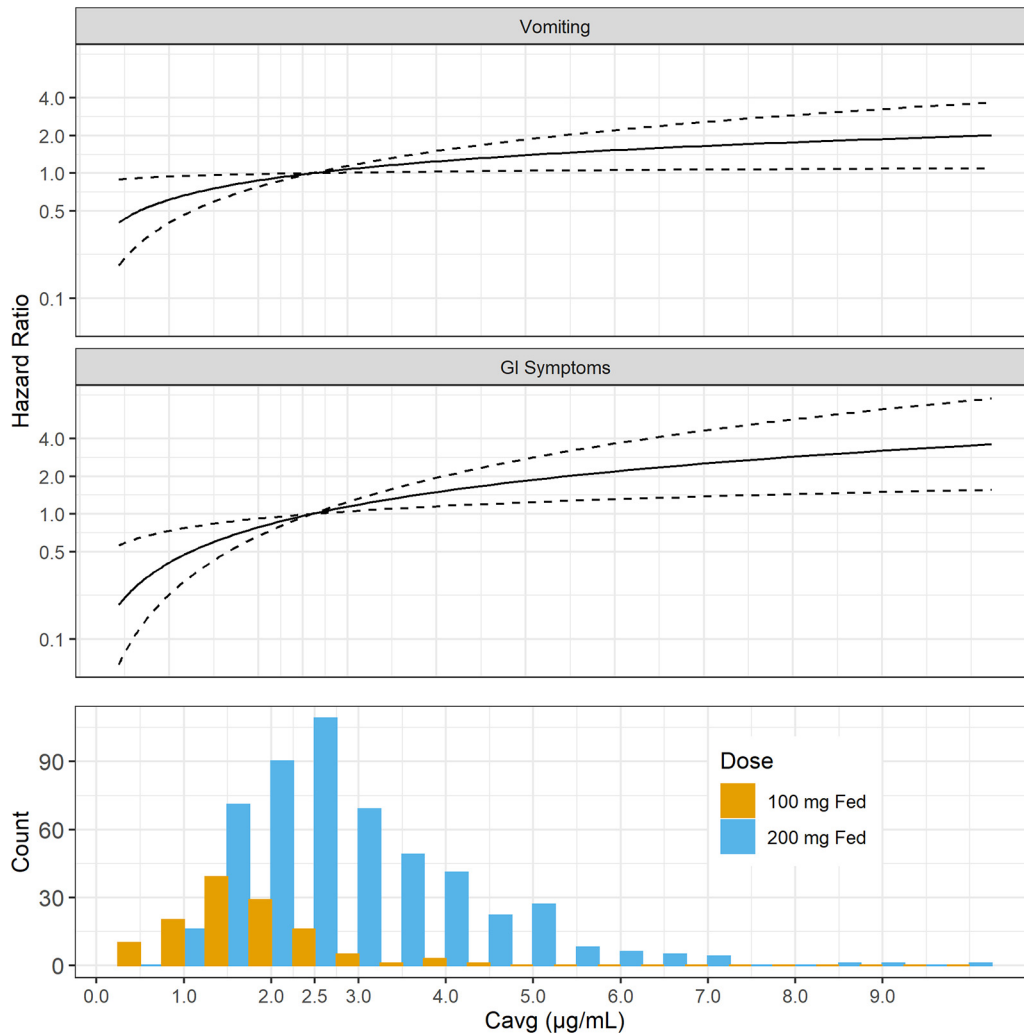 Vomiting
4.0
2.0
1.0
0.5
0.1
Hazard Ratio
GI Symptoms
4.0
2.0
1.0
0.5
0.1
90
60
30
0
Count
Dose
100 mg Fed
200 mg Fed
0.0 1.0 2.0 2.5 3.0 4.0 5.0 6.0 7.0 8.0 9.0
Cavg (µg/mL)